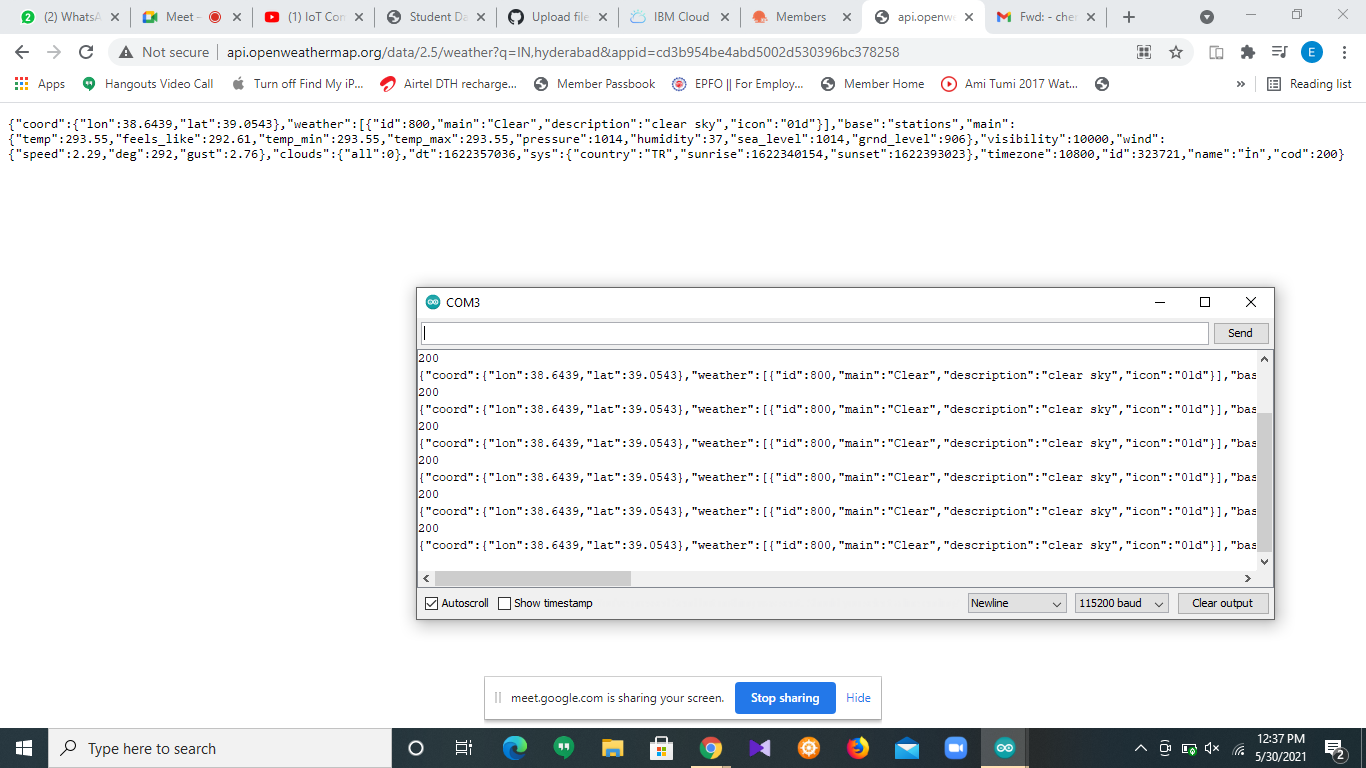 (2) WhatsA
Meet –
(1) IoT Con
Student Da
Upload file
IBM Cloud
Members
api.openwe
Fwd: - cher
Not secure
api.openweathermap.org/data/2.5/weather?q=IN,hyderabad&appid=cd3b954be4abd5002d530396bc378258
E
Apps
Hangouts Video Call
Turn off Find My iP...
Airtel DTH recharge...
Member Passbook
EPFO || For Employ...
Member Home
Ami Tumi 2017 Wat...
»
Reading list
{"coord":{"lon":38.6439,"lat":39.0543},"weather":[{"id":800,"main":"Clear","description":"clear sky","icon":"01d"}],"base":"stations","main":
{"temp":293.55,"feels_like":292.61,"temp_min":293.55,"temp_max":293.55,"pressure":1014,"humidity":37,"sea_level":1014,"grnd_level":906},"visibility":10000,"wind":
{"speed":2.29,"deg":292,"gust":2.76},"clouds":{"all":0},"dt":1622357036,"sys":{"country":"TR","sunrise":1622340154,"sunset":1622393023},"timezone":10800,"id":323721,"name":"İn","cod":200}
COM3
Send
200
{"coord":{"lon":38.6439,"lat":39.0543},"weather":[{"id":800,"main":"Clear","description":"clear sky","icon":"01d"}],"bas
200
{"coord":{"lon":38.6439,"lat":39.0543},"weather":[{"id":800,"main":"Clear","description":"clear sky","icon":"01d"}],"bas
200
{"coord":{"lon":38.6439,"lat":39.0543},"weather":[{"id":800,"main":"Clear","description":"clear sky","icon":"01d"}],"bas
200
{"coord":{"lon":38.6439,"lat":39.0543},"weather":[{"id":800,"main":"Clear","description":"clear sky","icon":"01d"}],"bas
200
{"coord":{"lon":38.6439,"lat":39.0543},"weather":[{"id":800,"main":"Clear","description":"clear sky","icon":"01d"}],"bas
200
{"coord":{"lon":38.6439,"lat":39.0543},"weather":[{"id":800,"main":"Clear","description":"clear sky","icon":"01d"}],"bas
Autoscroll
Show timestamp
Newline
115200 baud
Clear output
meet.google.com is sharing your screen.
Stop sharing
Hide
Type here to search
12:37 PM
5/30/2021
2